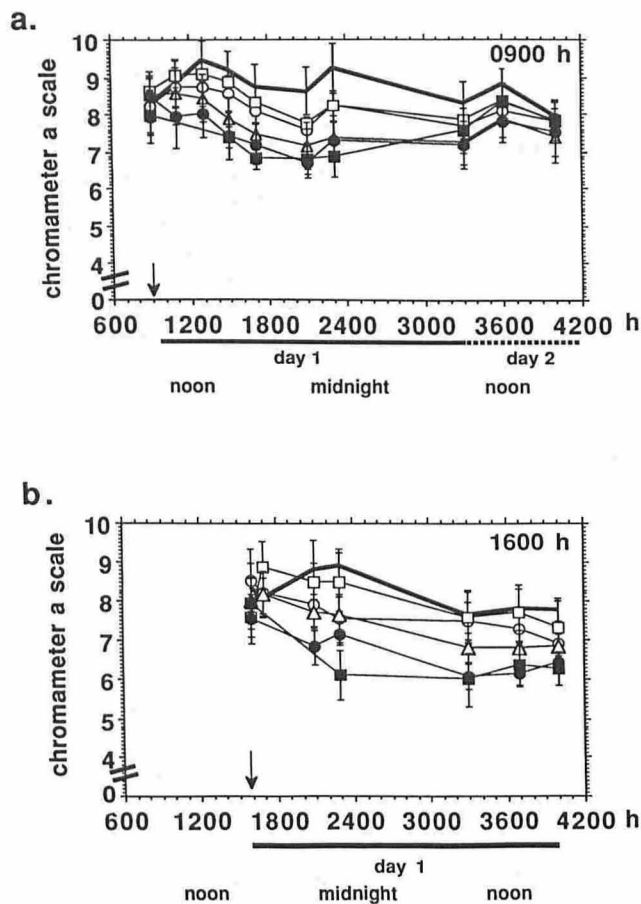 a.
10
0900 h
9
8
7
6
4
0
chromameter a scale
600 1200 1800 2400 3000 3600 4200 h
day 1 day 2
noon midnight noon
b.
10
1600 h
9
8
7
6
5
4
0
chromameter a scale
600 1200 1800 2400 3000 3600 4200 h
day 1
noon midnight noon